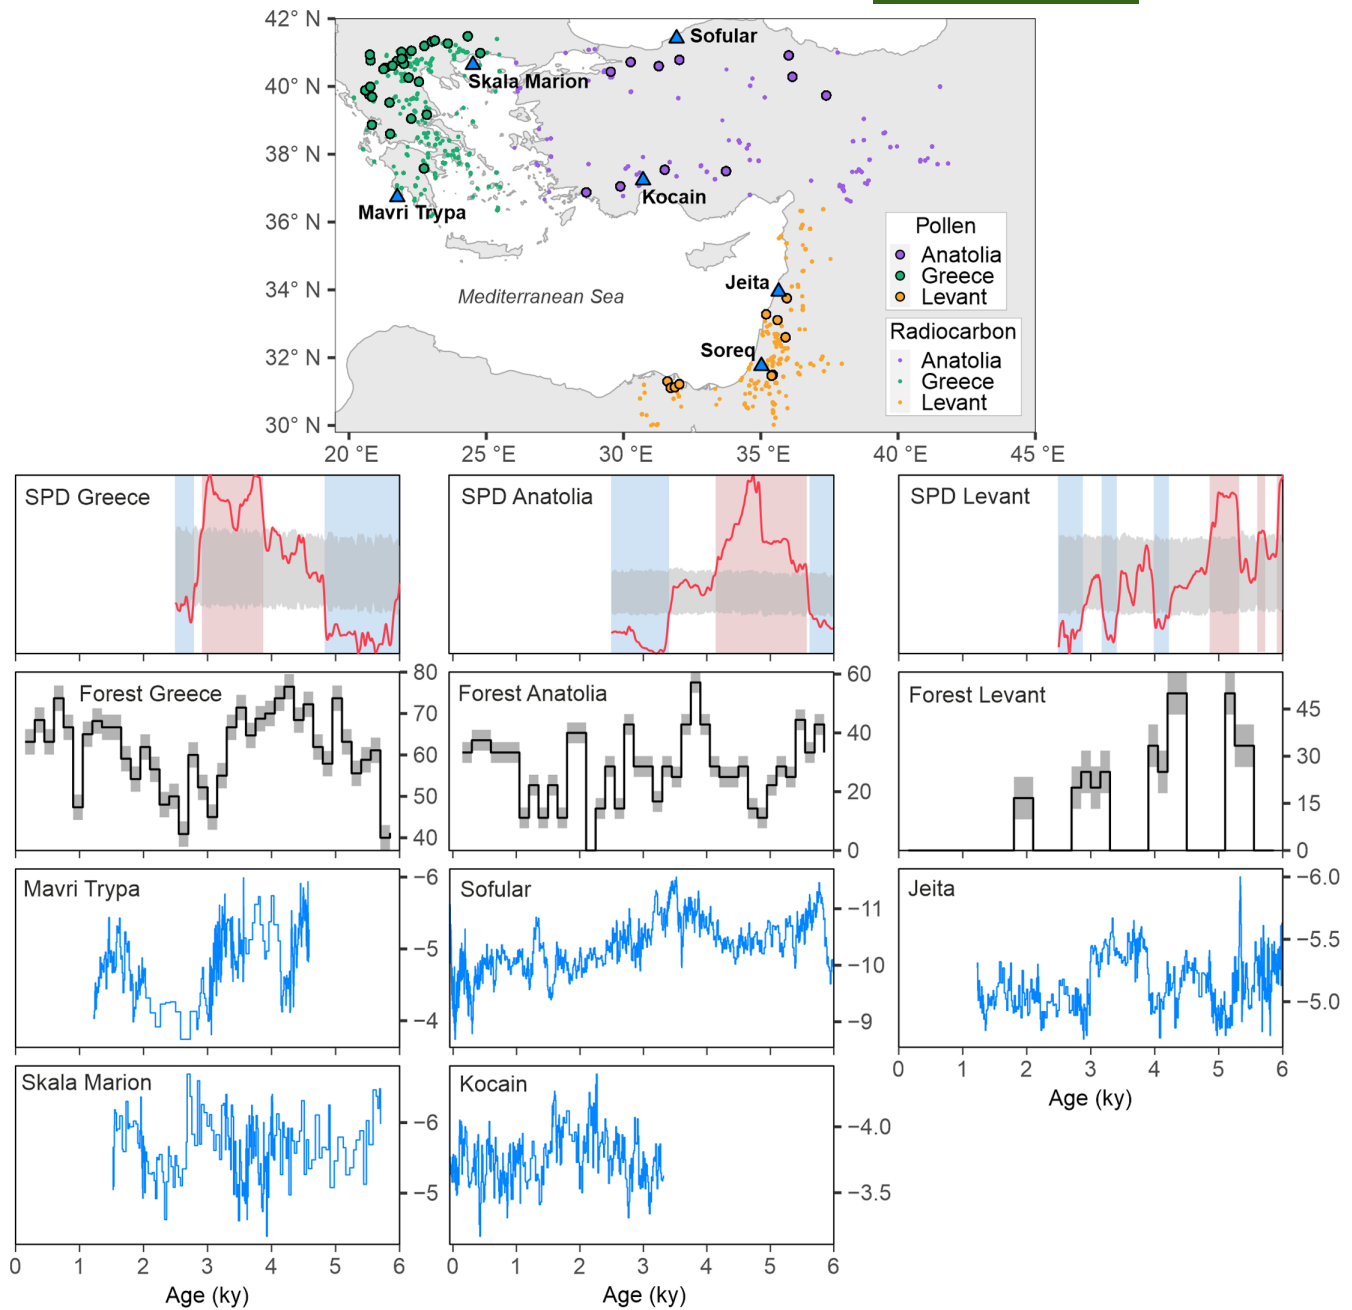 42° N
40° N
38° N
36° N
34° N
32° N
30° N
20 °E
25 °E
30 °E
35 °E
40 °E
45 °E
Sofular
Skala Marion
Kocain
Mavri Trypa
Jeita
Mediterranean Sea
Soreq
Pollen
Anatolia
Greece
Levant
Radiocarbon
Anatolia
Greece
Levant
SPD Greece
SPD Anatolia
SPD Levant
Forest Greece
80
70
60
50
40
Forest Anatolia
60
40
20
0
Forest Levant
45
30
15
0
Mavri Trypa
−6
−5
−4
Sofular
−11
−10
−9
Jeita
−6.0
−5.5
−5.0
0 1 2 3 4 5 6
Age (ky)
Skala Marion
−6
−5
0 1 2 3 4 5 6
Age (ky)
Kocain
−4.0
−3.5
0 1 2 3 4 5 6
Age (ky)